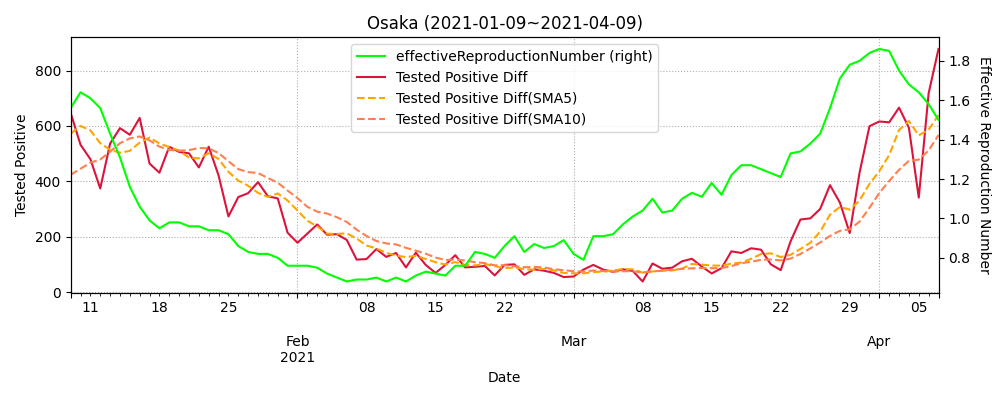 Osaka (2021-01-09~2021-04-09)
effectiveReproductionNumber (right)
Tested Positive Diff
Tested Positive Diff(SMA5)
Tested Positive Diff(SMA10)
Tested Positive
800
600
400
200
0
Effective Reproduction Number
1.8
1.6
1.4
1.2
1.0
0.8
11 18 25 08 15 22 08 15 22 29 05
Feb Mar Apr
2021
Date